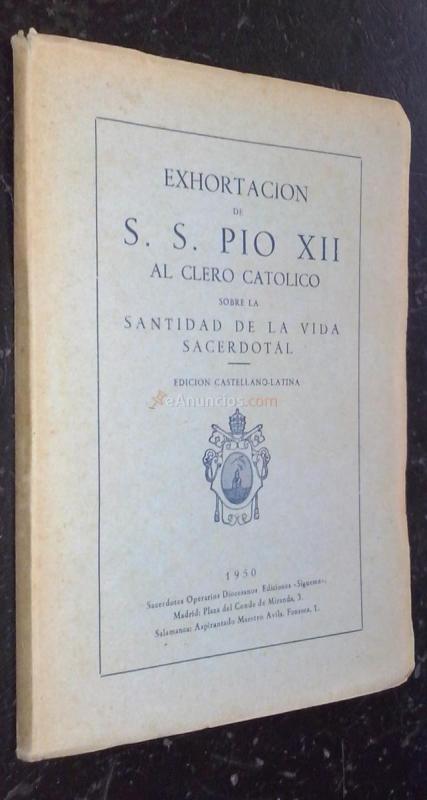 EXHORTACION
DE
S. S. PIO XII
AL CLERO CATOLICO
SOBRE LA
SANTIDAD DE LA VIDA
SACERDOTAL
EDICION CASTELLANO-LATINA
eAnuncios.com
1950
Sacerdotes Operarios Diocesanos Ediciones «Sígueme»,
Madrid: Plaza del Conde de Miranda, 3.
Salamanca: Aspirantado Maestro Avila. Fonseca, 1.